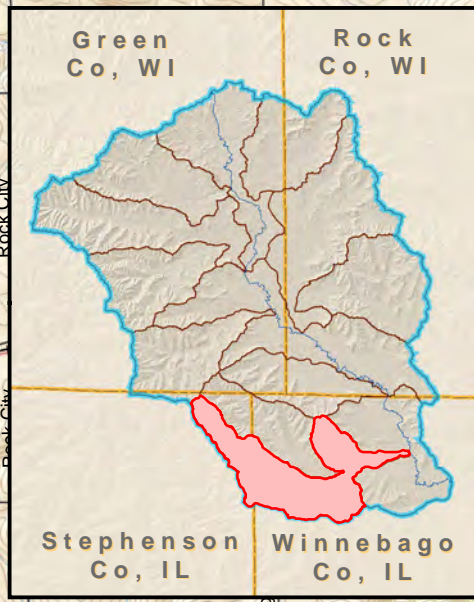 Green
Co, WI
Rock
Co, WI
Rock City
Rock City
Stephenson
Co, IL
Winnebago
Co, IL